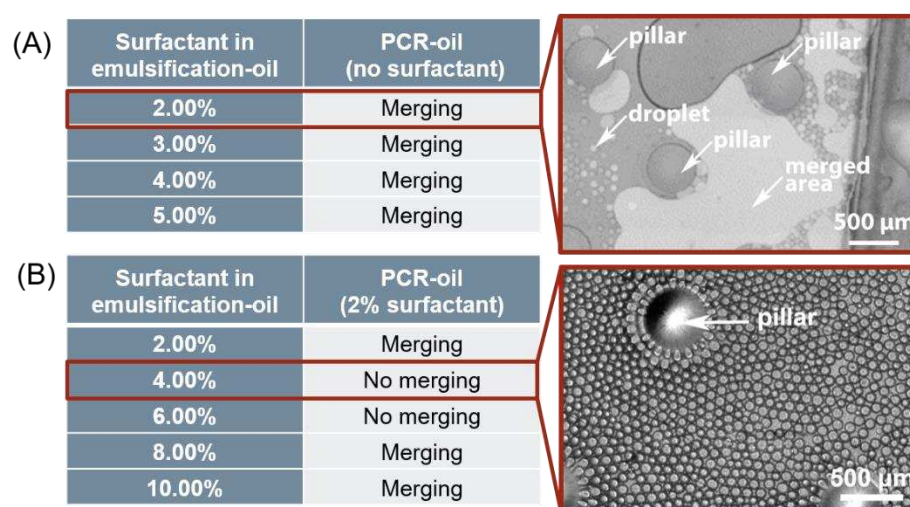 (A)
Surfactant in
emulsification-oil
PCR-oil
(no surfactant)
2.00%
Merging
3.00%
Merging
4.00%
Merging
5.00%
Merging
pillar
pillar
droplet
pillar
merged
area
500 µm
(B)
Surfactant in
emulsification-oil
PCR-oil
(2% surfactant)
2.00%
Merging
4.00%
No merging
6.00%
No merging
8.00%
Merging
10.00%
Merging
pillar
500 µm